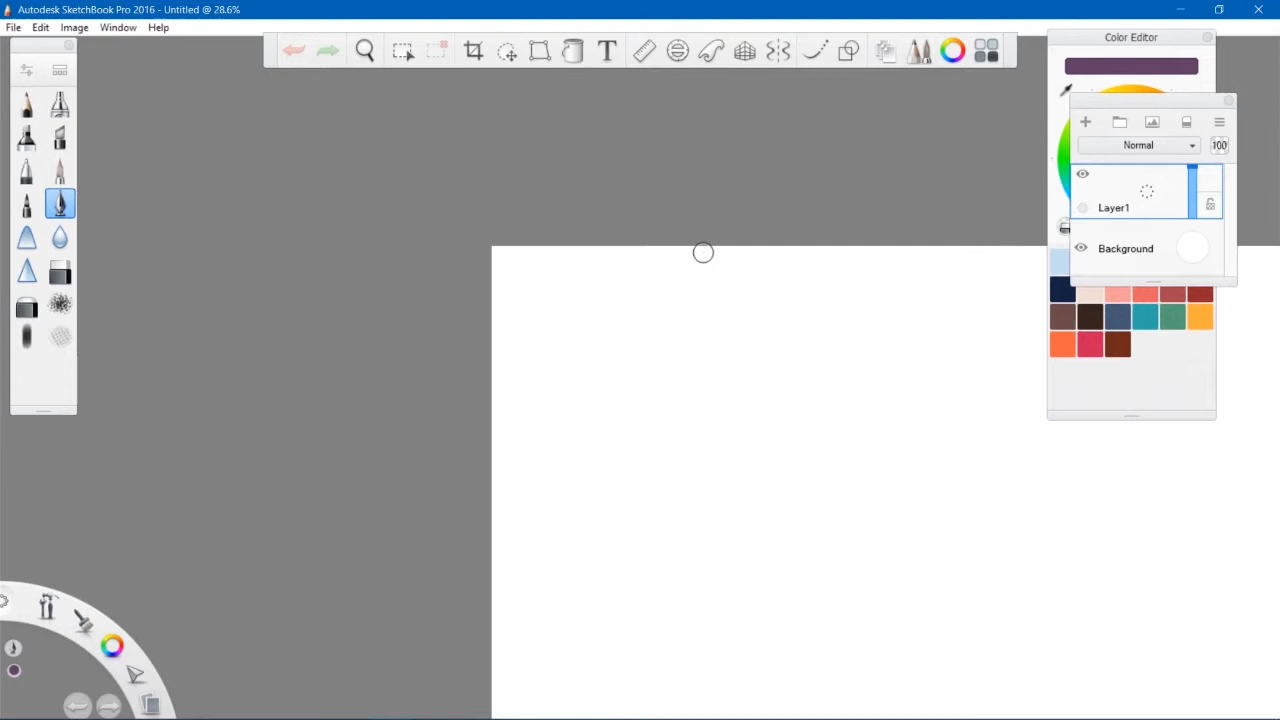 Autodesk SketchBook Pro 2016 - Untitled @ 28.6%
File Edit Image Window Help
T
Color Editor
Normal 100
Layer1
Background